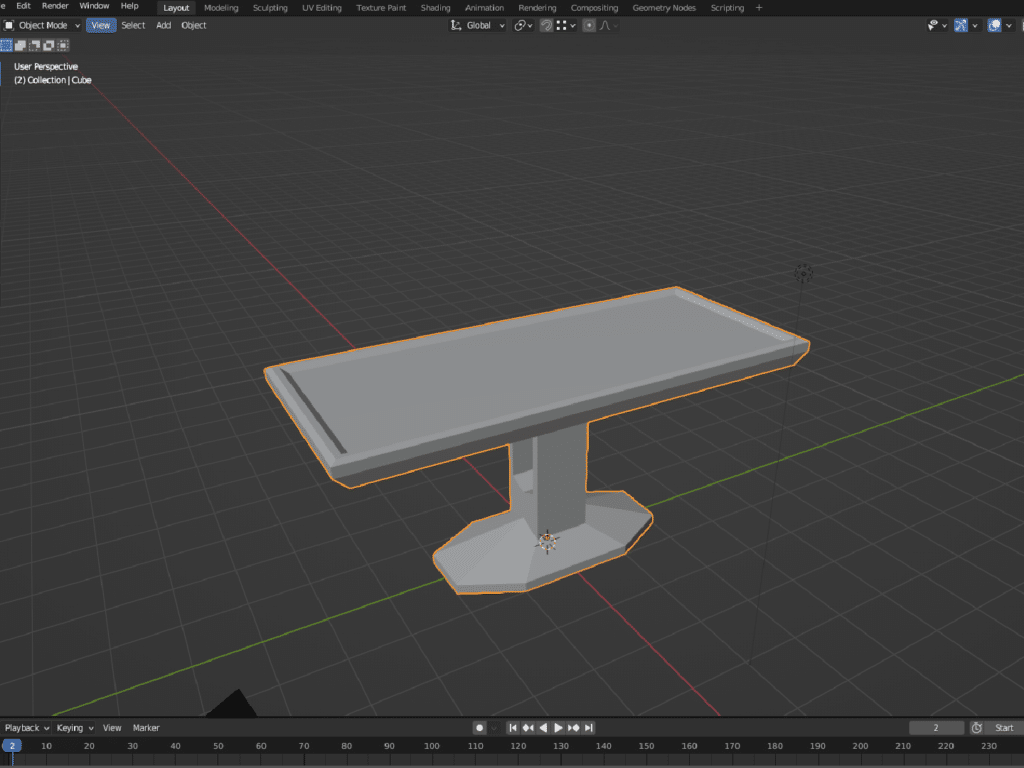 Edit Render Window Help Layout Modeling Sculpting UV Editing Texture Paint Shading Animation Rendering Compositing Geometry Nodes Scripting +
Object Mode View Select Add Object Global
User Perspective
(2) Collection | Cube
Playback Keying View Marker 2 Start
2 10 20 30 40 50 60 70 80 90 100 110 120 130 140 150 160 170 180 190 200 210 220 230